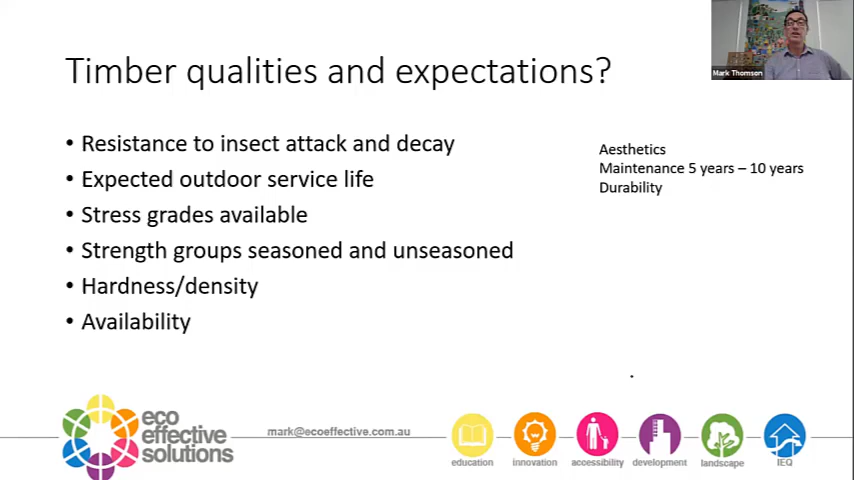 Timber qualities and expectations?
Mark Thomson
• Resistance to insect attack and decay
• Expected outdoor service life
• Stress grades available
• Strength groups seasoned and unseasoned
• Hardness/density
• Availability
Aesthetics
Maintenance 5 years – 10 years
Durability
.
eco
effective
solutions
mark@ecoeffective.com.au
education
innovation
accessibility
development
landscape
IEQ